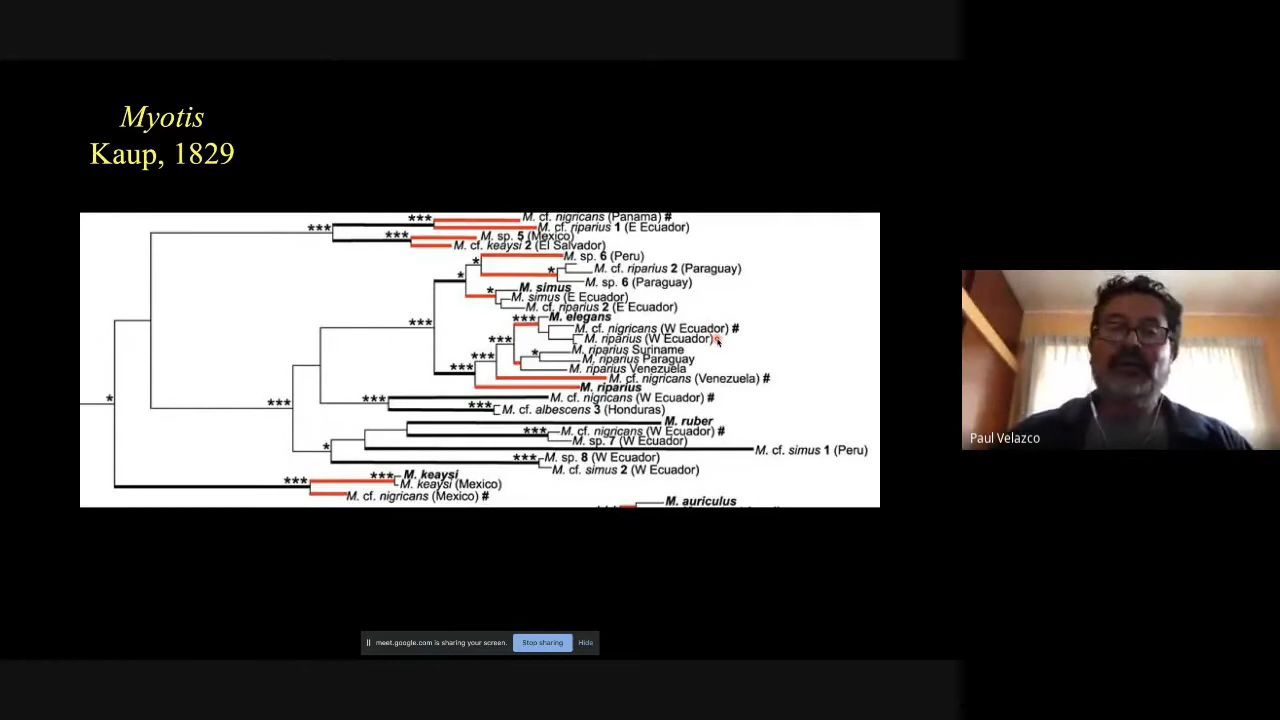 Myotis
Kaup, 1829
*** M. cf. nigricans (Panama) #
*** M. cf. riparius 1 (E Ecuador)
*** M. sp. 5 (Mexico)
M. cf. keaysi 2 (El Salvador)
* M. sp. 6 (Peru)
* * M. cf. riparius 2 (Paraguay)
M. sp. 6 (Paraguay)
* M. simus
M. simus (E Ecuador)
M. cf. riparius 2 (E Ecuador)
*** *** M. elegans
M. cf. nigricans (W Ecuador) #
*** M. riparius (W Ecuador)
*** * M. riparius Suriname
M. riparius Paraguay
*** M. riparius Venezuela
M. cf. nigricans (Venezuela) #
M. riparius
* *** *** M. cf. nigricans (W Ecuador) #
*** M. cf. albescens 3 (Honduras)
M. ruber
*** M. cf. nigricans (W Ecuador) #
M. sp. 7 (W Ecuador)
* M. cf. simus 1 (Peru)
*** M. sp. 8 (W Ecuador)
M. cf. simus 2 (W Ecuador)
*** *** M. keaysi
M. keaysi (Mexico)
M. cf. nigricans (Mexico) #
M. auriculus
Paul Velazco
meet.google.com is sharing your screen.
Stop sharing
Hide